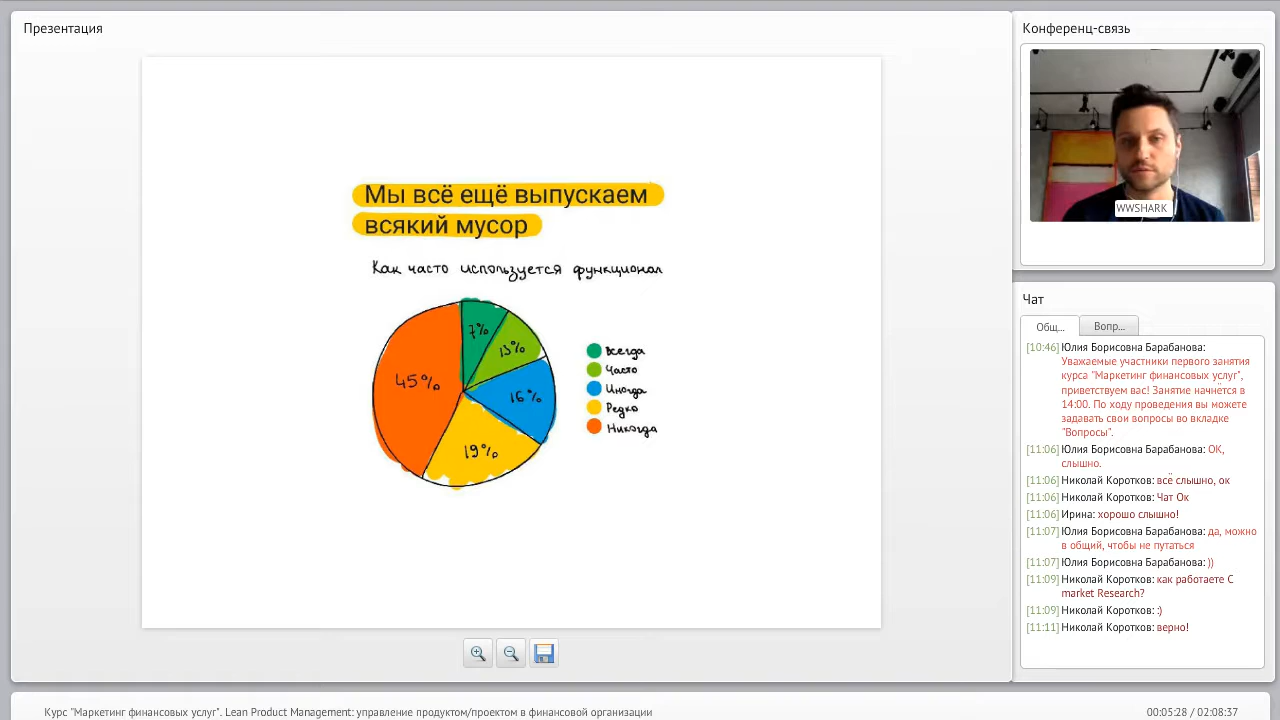 Презентация
Мы всё ещё выпускаем
всякий мусор
Как часто используется функционал
7%
13%
16%
19%
45%
Всегда
Часто
Иногда
Редко
Никогда
Конференц-связь
WWSHARK
Чат
Общ...
Вопр...
[10:46] Юлия Борисовна Барабанова:
Уважаемые участники первого занятия
курса "Маркетинг финансовых услуг",
приветствуем вас! Занятие начнётся в
14:00. По ходу проведения вы можете
задавать свои вопросы во вкладке
"Вопросы".
[11:06] Юлия Борисовна Барабанова: ОК,
слышно.
[11:06] Николай Коротков: всё слышно, ок
[11:06] Николай Коротков: Чат Ок
[11:06] Ирина: хорошо слышно!
[11:07] Юлия Борисовна Барабанова: да, можно
в общий, чтобы не путаться
[11:07] Юлия Борисовна Барабанова: ))
[11:09] Николай Коротков: как работаете С
market Research?
[11:09] Николай Коротков: :)
[11:11] Николай Коротков: верно!
Курс "Маркетинг финансовых услуг". Lean Product Management: управление продуктом/проектом в финансовой организации
00:05:28 / 02:08:37